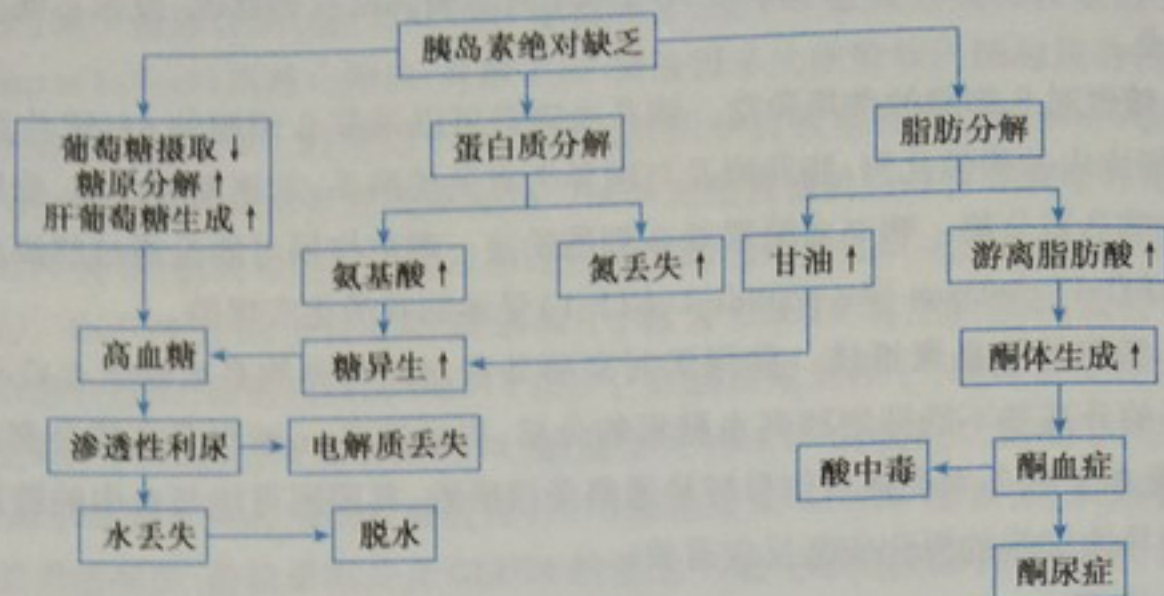 胰岛素绝对缺乏
葡萄糖摄取↓
糖原分解↑
肝葡萄糖生成↑
蛋白质分解
脂肪分解
氨基酸↑
氮丢失↑
甘油↑
游离脂肪酸↑
高血糖
糖异生↑
酮体生成↑
渗透性利尿
电解质丢失
酸中毒
酮血症
水丢失
脱水
酮尿症